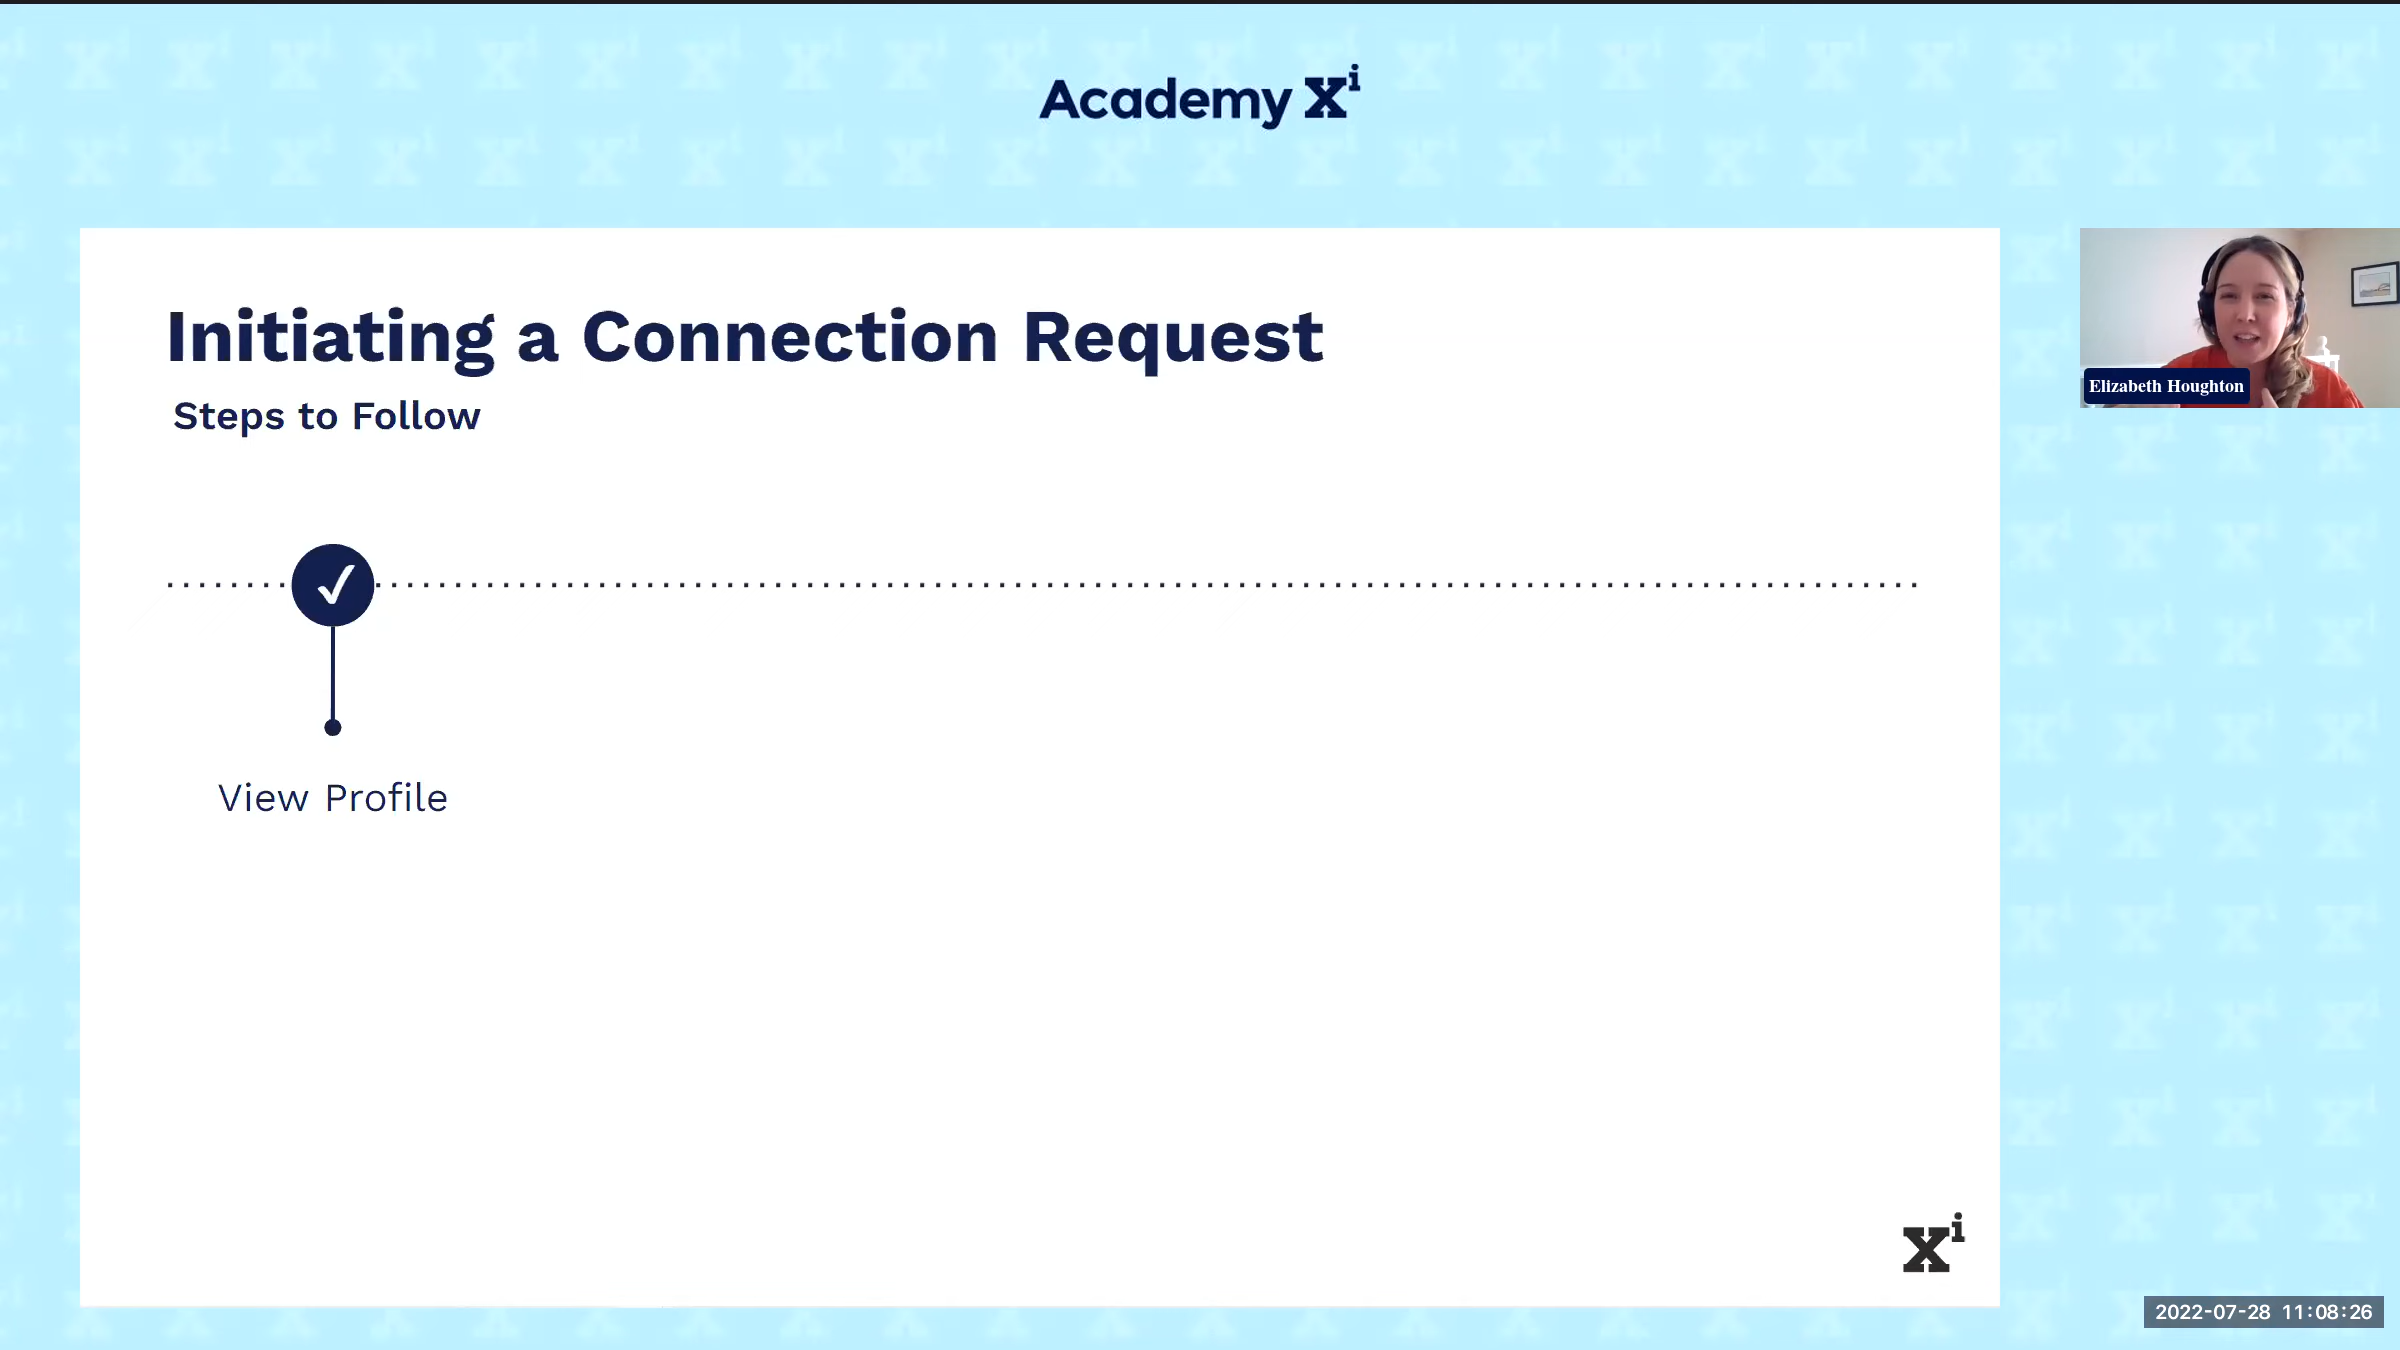 Academy Xi
Initiating a Connection Request
Steps to Follow
View Profile
Elizabeth Houghton
Xi
2022-07-28 11:08:26